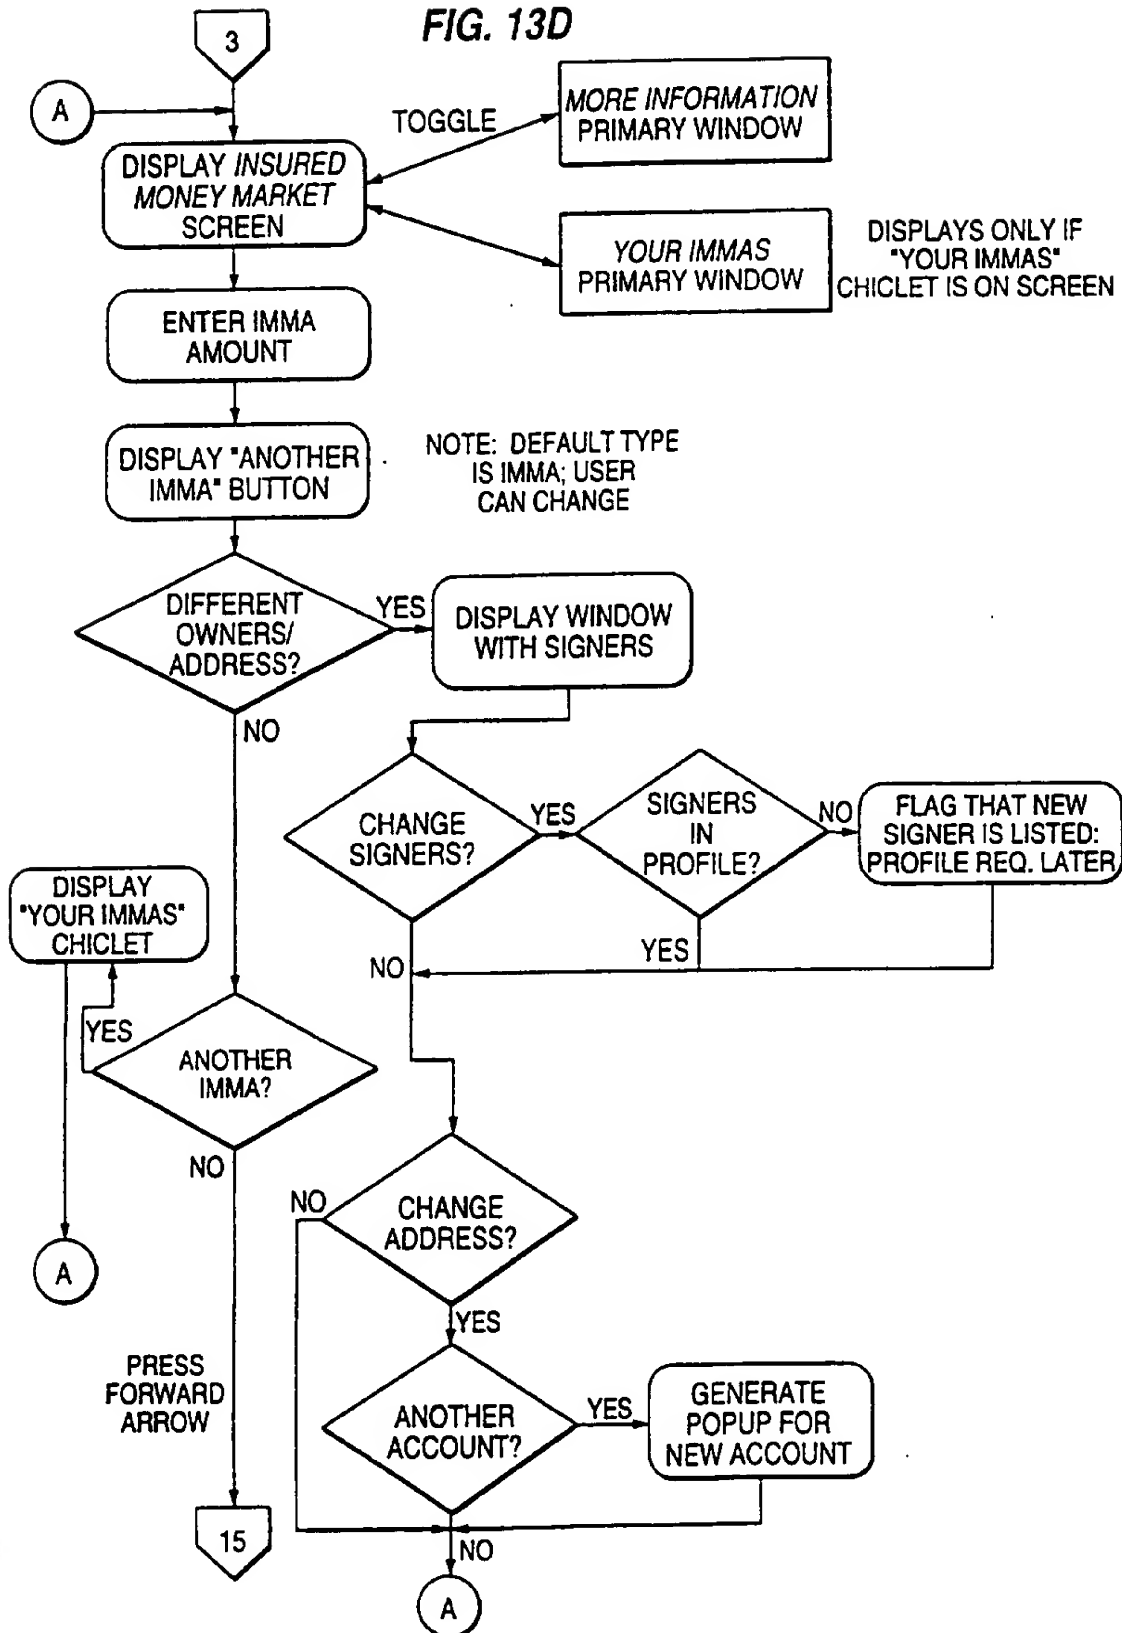 FIG. 13D
3
A
TOGGLE
MORE INFORMATION
PRIMARY WINDOW
DISPLAY INSURED
MONEY MARKET
SCREEN
YOUR IMMAS
PRIMARY WINDOW
DISPLAYS ONLY IF
"YOUR IMMAS"
CHICLET IS ON SCREEN
ENTER IMMA
AMOUNT
DISPLAY "ANOTHER
IMMA" BUTTON
NOTE: DEFAULT TYPE
IS IMMA; USER
CAN CHANGE
DIFFERENT
OWNERS/
ADDRESS?
YES
DISPLAY WINDOW
WITH SIGNERS
NO
CHANGE
SIGNERS?
YES
SIGNERS
IN
PROFILE?
NO
FLAG THAT NEW
SIGNER IS LISTED:
PROFILE REQ. LATER
YES
NO
DISPLAY
"YOUR IMMAS"
CHICLET
YES
ANOTHER
IMMA?
NO
A
PRESS
FORWARD
ARROW
15
NO
CHANGE
ADDRESS?
YES
ANOTHER
ACCOUNT?
YES
GENERATE
POPUP FOR
NEW ACCOUNT
NO
A